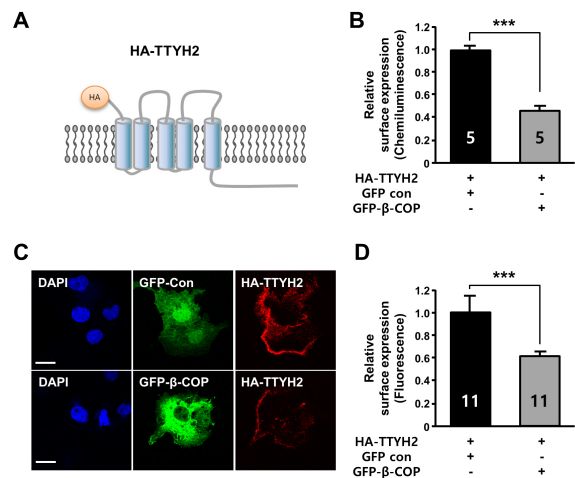 A
HA-TTYH2
HA
B
Relative
surface expression
(Chemiluminescence)
1.2
1.0
0.8
0.6
0.4
0.2
0
***
5
5
HA-TTYH2 + +
GFP con + -
GFP-β-COP - +
C
DAPI GFP-Con HA-TTYH2
DAPI GFP-β-COP HA-TTYH2
D
Relative
surface expression
(Fluorescence)
1.2
1.0
0.8
0.6
0.4
0.2
0
***
11
11
HA-TTYH2 + +
GFP con + -
GFP-β-COP - +